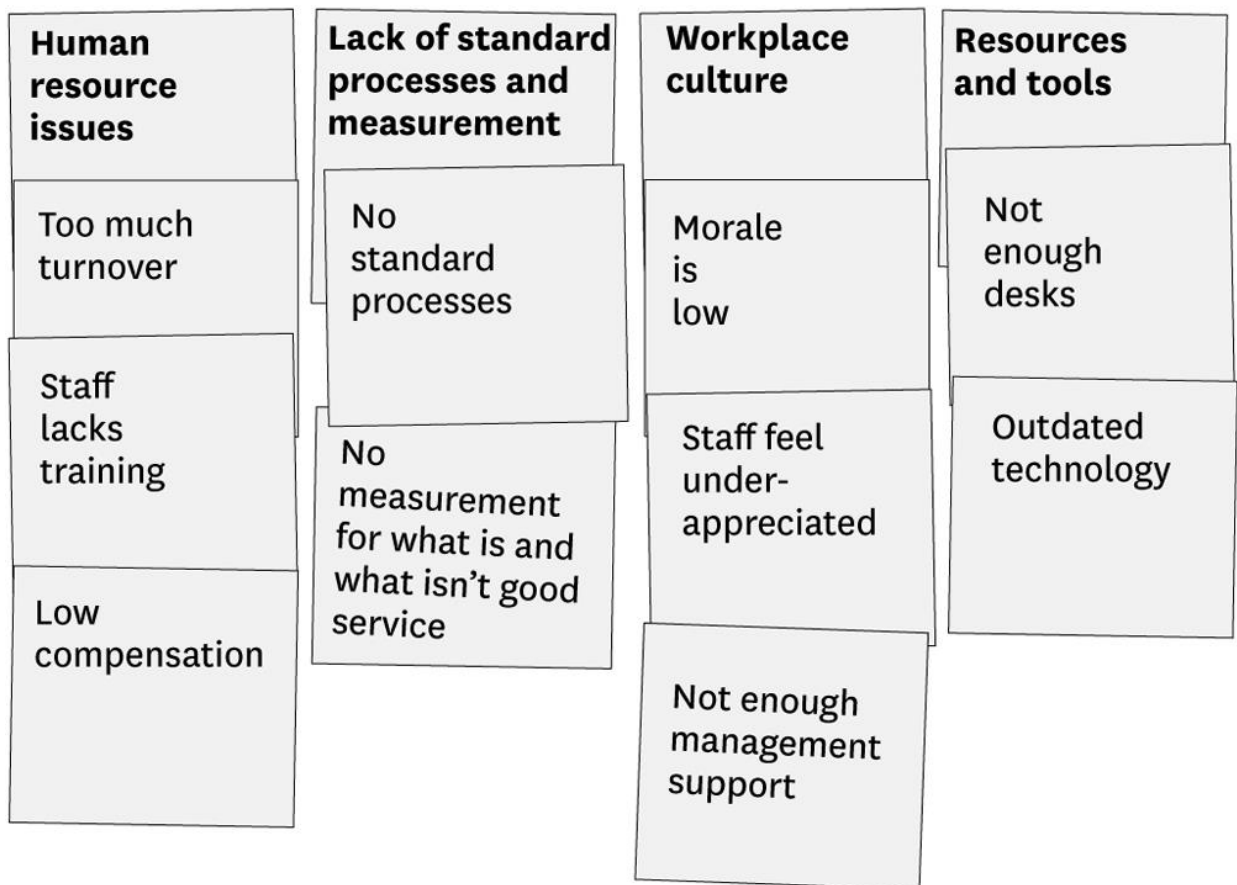 Human
resource
issues
Too much
turnover
Staff
lacks
training
Low
compensation
Lack of standard
processes and
measurement
No
standard
processes
No
measurement
for what is and
what isn't good
service
Workplace
culture
Morale
is
low
Staff feel
under-
appreciated
Not enough
management
support
Resources
and tools
Not
enough
desks
Outdated
technology